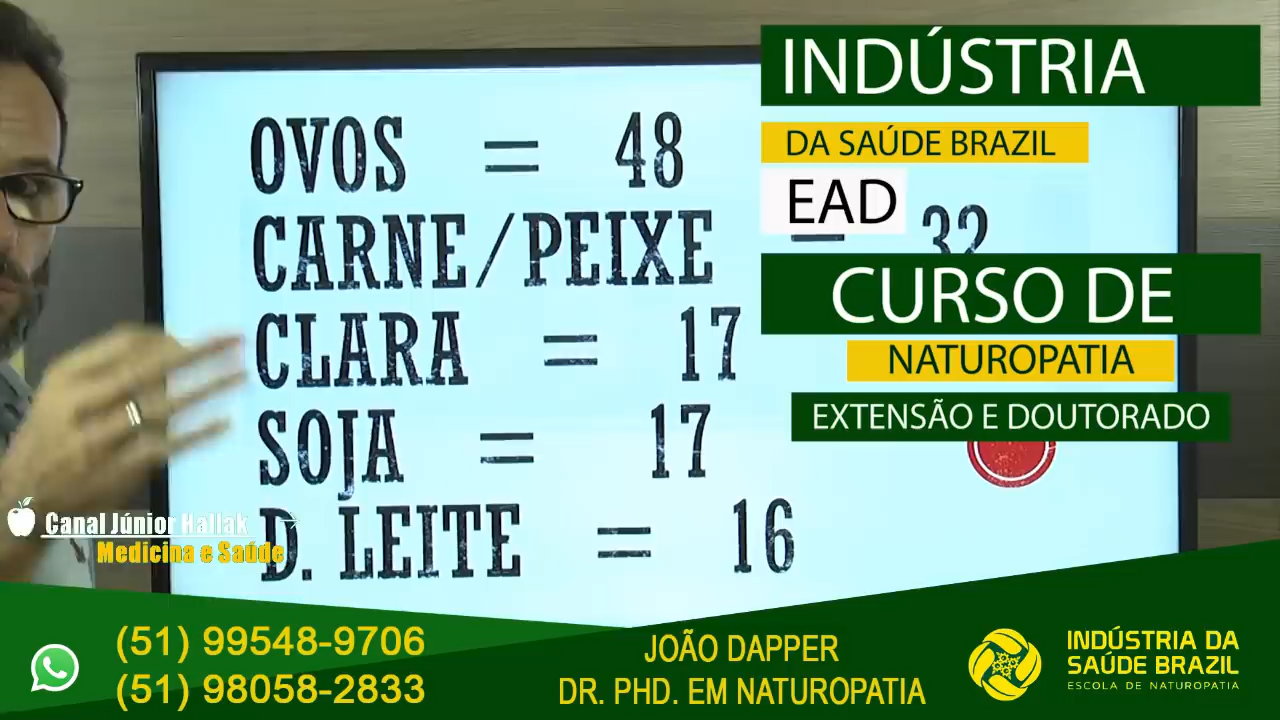 OVOS = 48
CARNE/PEIXE = 32
CLARA = 17
SOJA = 17
D. LEITE = 16
INDÚSTRIA
DA SAÚDE BRAZIL
EAD
CURSO DE
NATUROPATIA
EXTENSÃO E DOUTORADO
Canal Júnior Hallak
Medicina e Saúde
(51) 99548-9706
(51) 98058-2833
JOÃO DAPPER
DR. PHD. EM NATUROPATIA
INDÚSTRIA DA
SAÚDE BRAZIL
ESCOLA DE NATUROPATIA